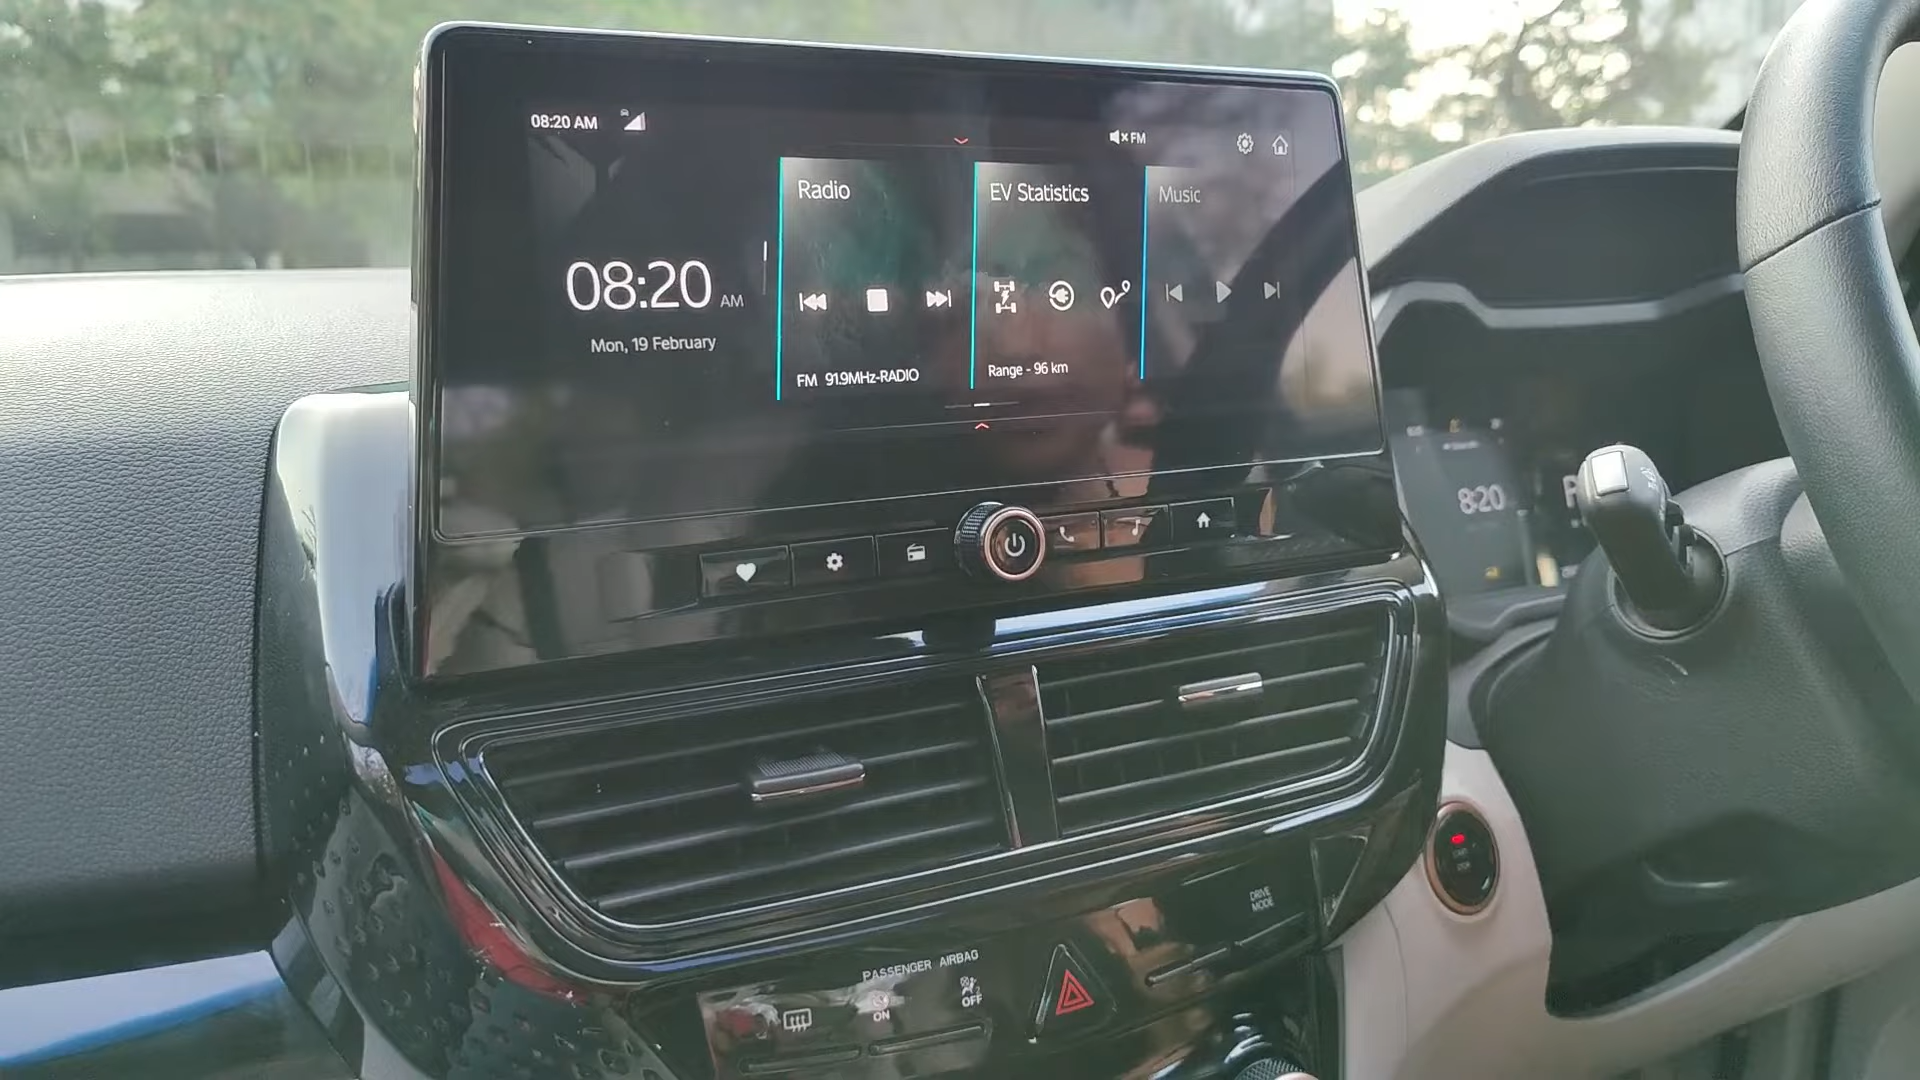 08:20 AM
FM
Radio
EV Statistics
Music
08:20 AM
Mon, 19 February
FM 91.9MHz-RADIO
Range - 96 km
8:20
DRIVE
MODE
PASSENGER AIRBAG
ON
OFF